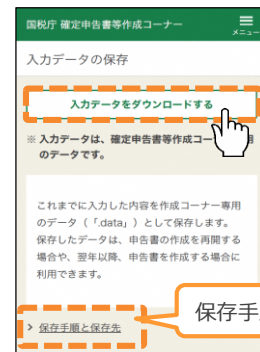 国税庁 確定申告書等作成コーナー
メニュー
入力データの保存
入力データをダウンロードする
※ 入力データは、確定申告書等作成コー 用
のデータです。
これまでに入力した内容を作成コーナー専用
のデータ（「.data」）として保存します。
保存したデータは、申告書の作成を再開する
場合や、翌年以降、申告書を作成する場合に
利用できます。
保存手
> 保存手順と保存先